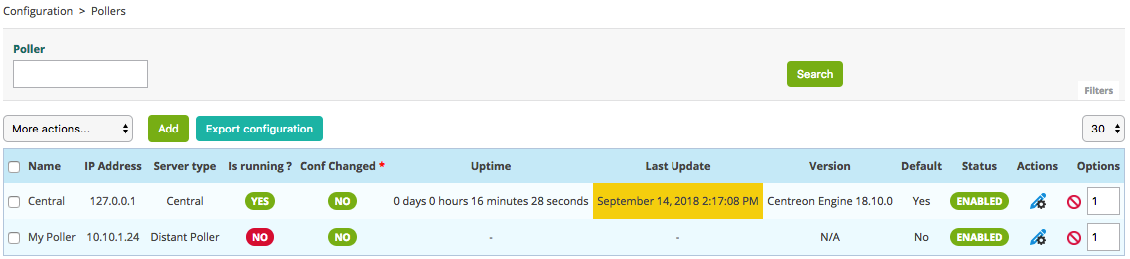 Configuration > Pollers
Poller
Search
Filters
More actions...
Add
Export configuration
30
Name IP Address Server type Is running ? Conf Changed * Uptime Last Update Version Default Status Actions Options
Central 127.0.0.1 Central YES NO 0 days 0 hours 16 minutes 28 seconds September 14, 2018 2:17:08 PM Centreon Engine 18.10.0 Yes ENABLED 1
My Poller 10.10.1.24 Distant Poller NO NO - - N/A No ENABLED 1